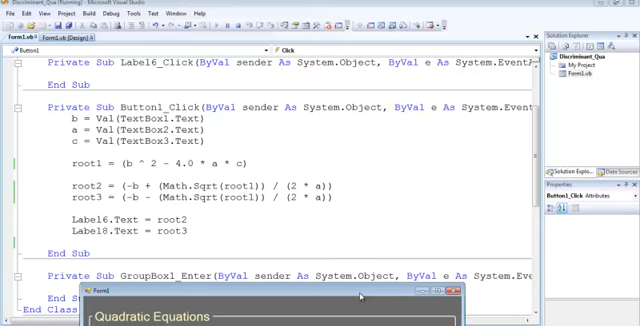 Discriminant_Qua (Running) - Microsoft Visual Studio
File Edit View Project Build Debug Data Tools Test Window Help
Form1.vb Form1.vb [Design]
Button1 Click
Private Sub Label6_Click(ByVal sender As System.Object, ByVal e As System.EventA
End Sub
Private Sub Button1_Click(ByVal sender As System.Object, ByVal e As System.Event
b = Val(TextBox1.Text)
a = Val(TextBox2.Text)
c = Val(TextBox3.Text)
root1 = (b ^ 2 - 4.0 * a * c)
root2 = (-b + (Math.Sqrt(root1)) / (2 * a))
root3 = (-b - (Math.Sqrt(root1)) / (2 * a))
Label6.Text = root2
Label8.Text = root3
End Sub
Private Sub GroupBox1_Enter(ByVal sender As System.Object, ByVal e As System.Eve
End Su
End Class
Form1
Quadratic Equations
Solution Explorer
Discriminant_Qua
My Project
Form1.vb
Solution Explo... Data Sources
Properties
Button1_Click Attributes